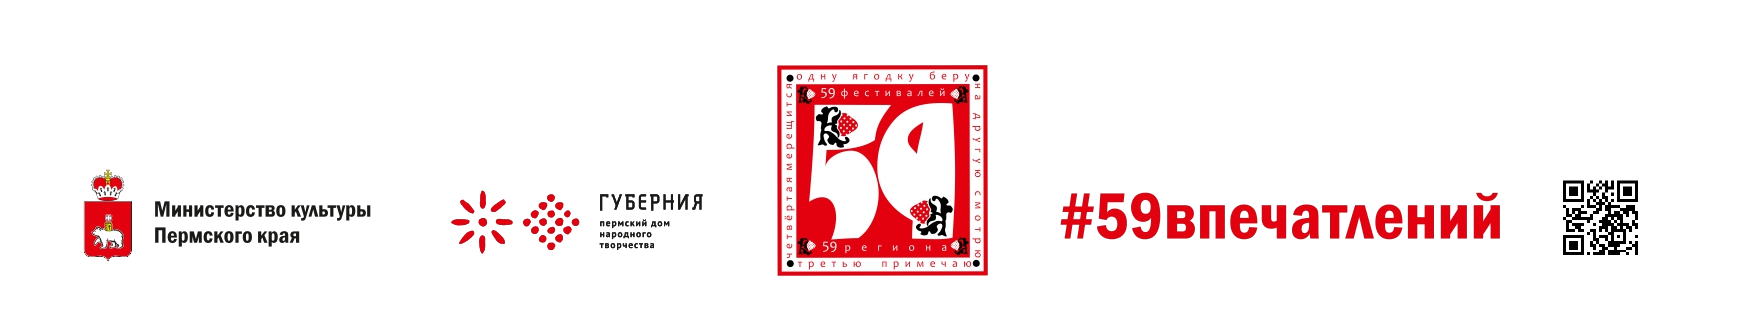 Министерство культуры
Пермского края
ГУБЕРНИЯ
пермский дом
народного
творчества
одну ягодку беру
на другую смотрю
третью примечаю
четвёртая мерещится
59 фестивалей
59
59 региона
#59впечатлений